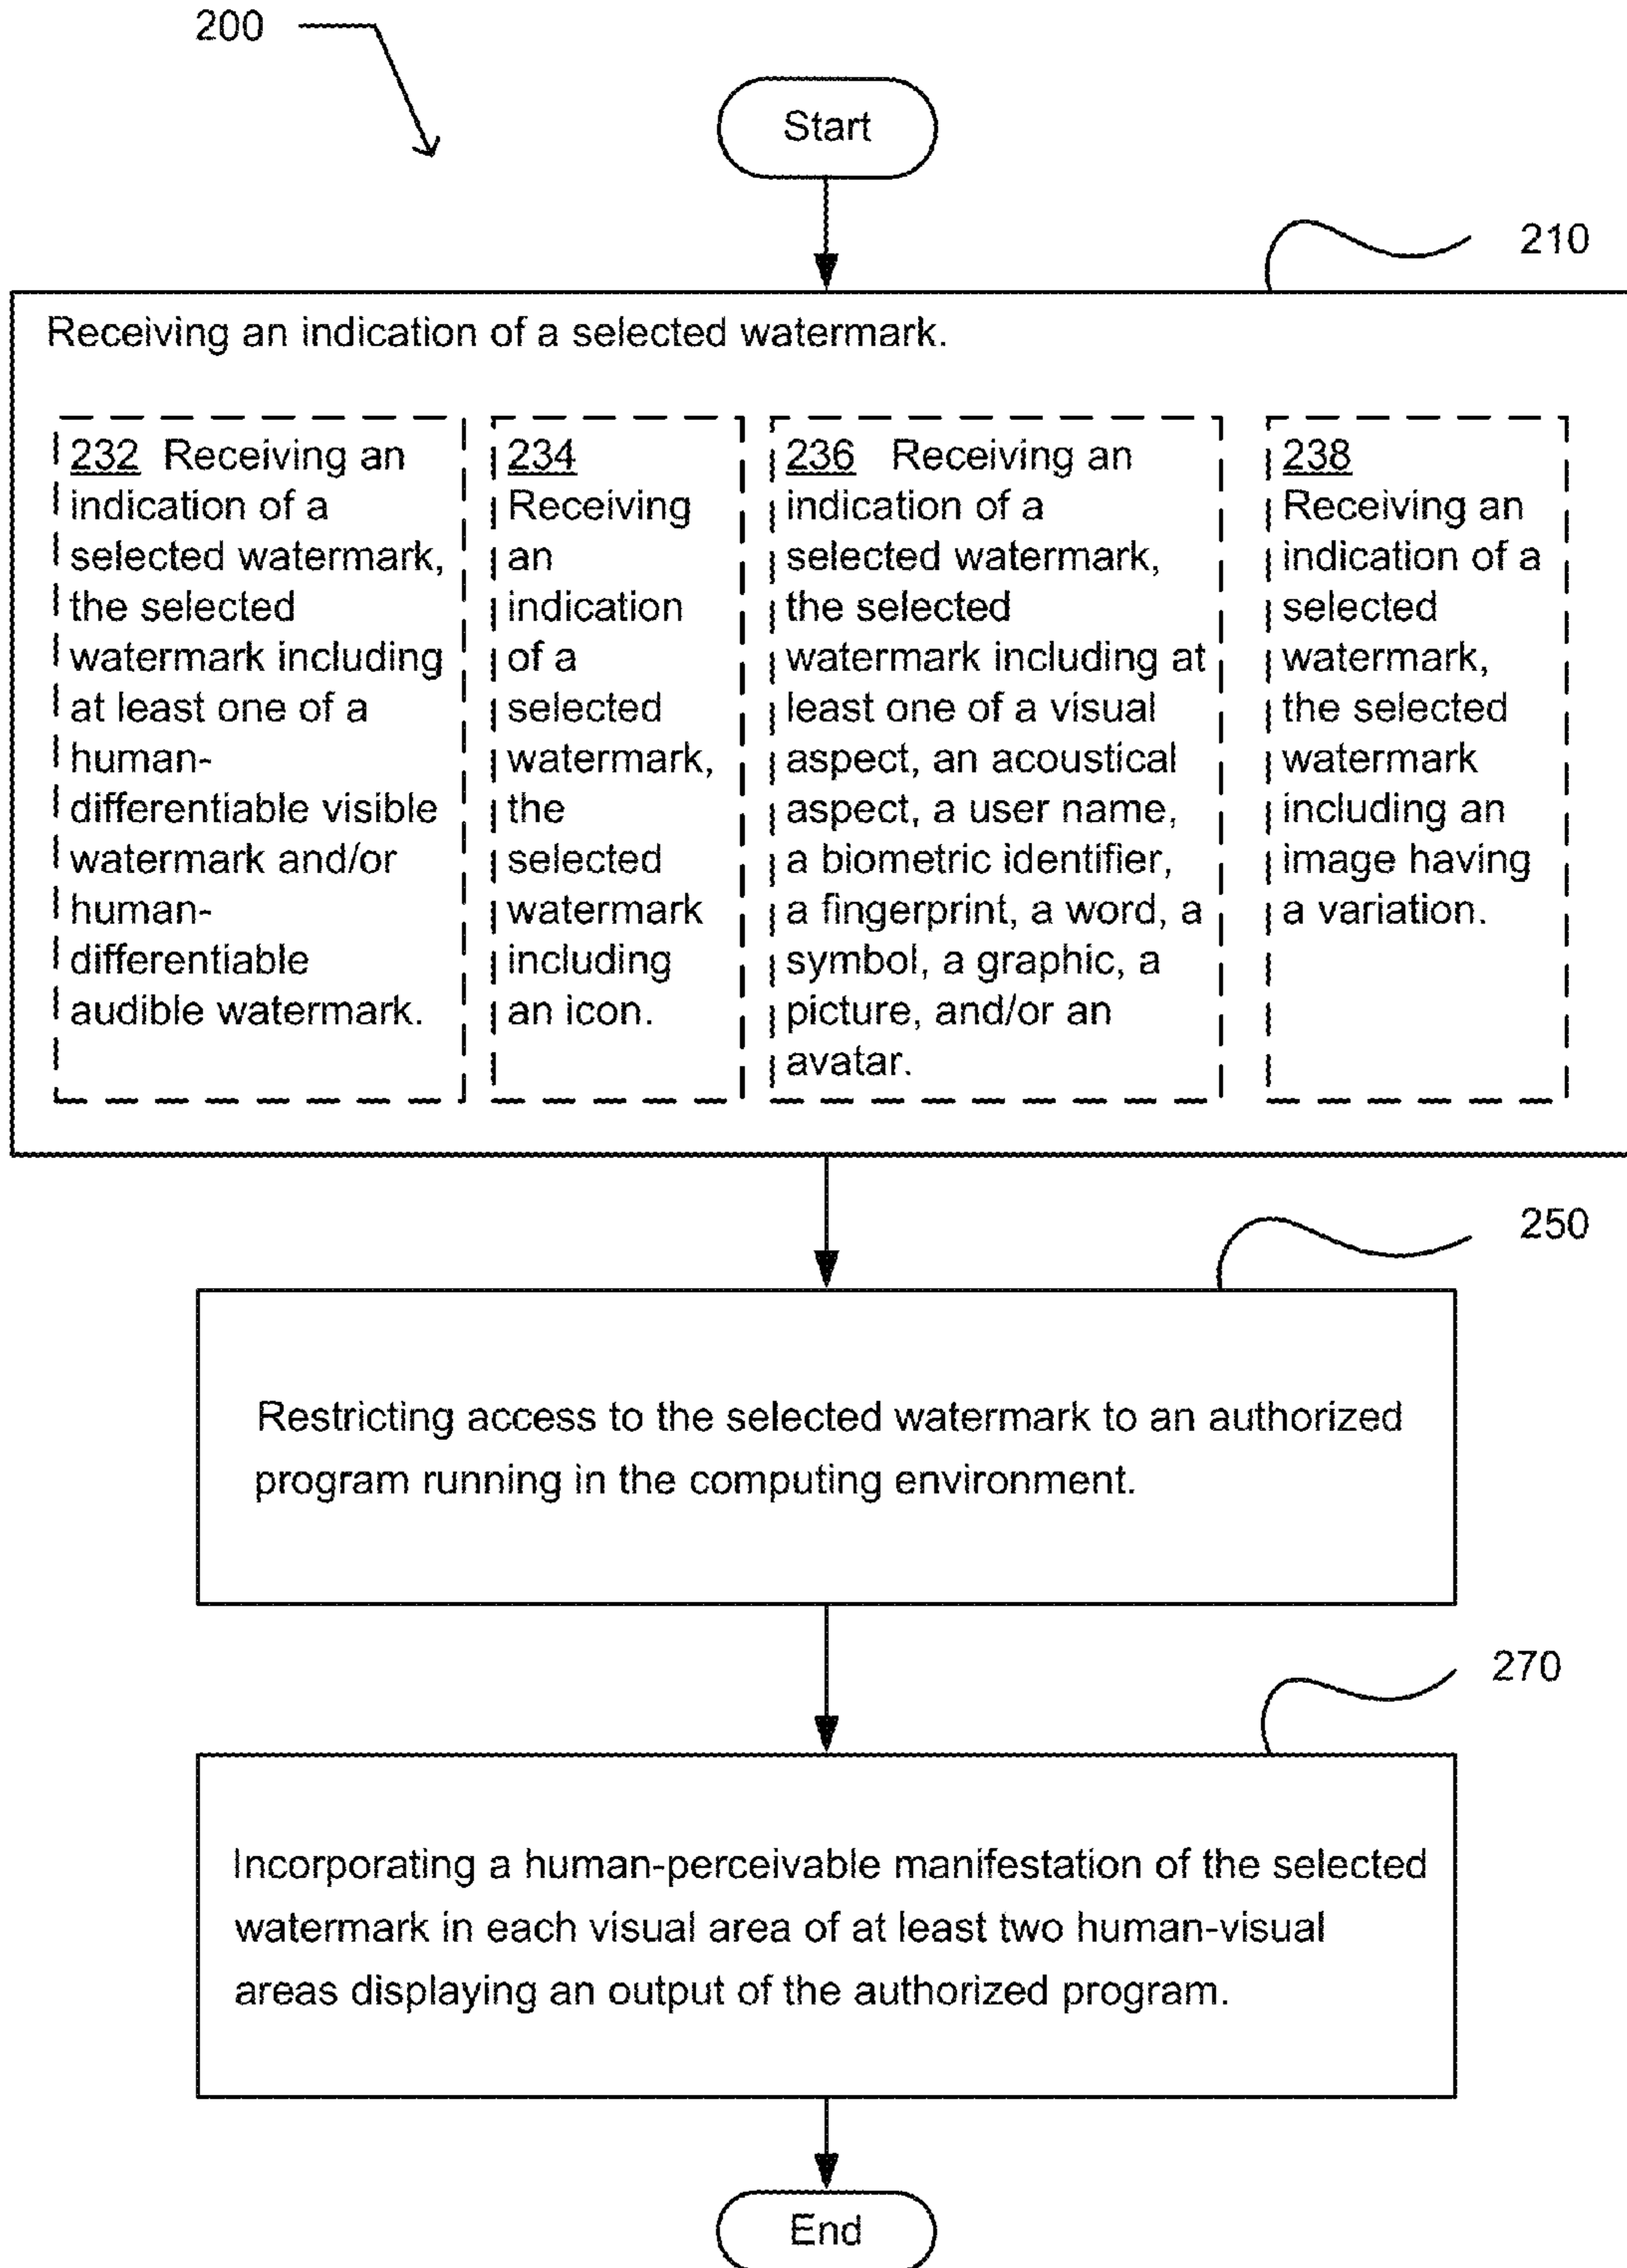 200
Start
210
Receiving an indication of a selected watermark.
232 Receiving an
indication of a
selected watermark,
the selected
watermark including
at least one of a
human-
differentiable visible
watermark and/or
human-
differentiable
audible watermark.
234
Receiving
an
indication
of a
selected
watermark,
the
selected
watermark
including
an icon.
236 Receiving an
indication of a
selected watermark,
the selected
watermark including at
least one of a visual
aspect, an acoustical
aspect, a user name,
a biometric identifier,
a fingerprint, a word, a
symbol, a graphic, a
picture, and/or an
avatar.
238
Receiving an
indication of a
selected
watermark,
the selected
watermark
including an
image having
a variation.
250
Restricting access to the selected watermark to an authorized
program running in the computing environment.
270
Incorporating a human-perceivable manifestation of the selected
watermark in each visual area of at least two human-visual
areas displaying an output of the authorized program.
End